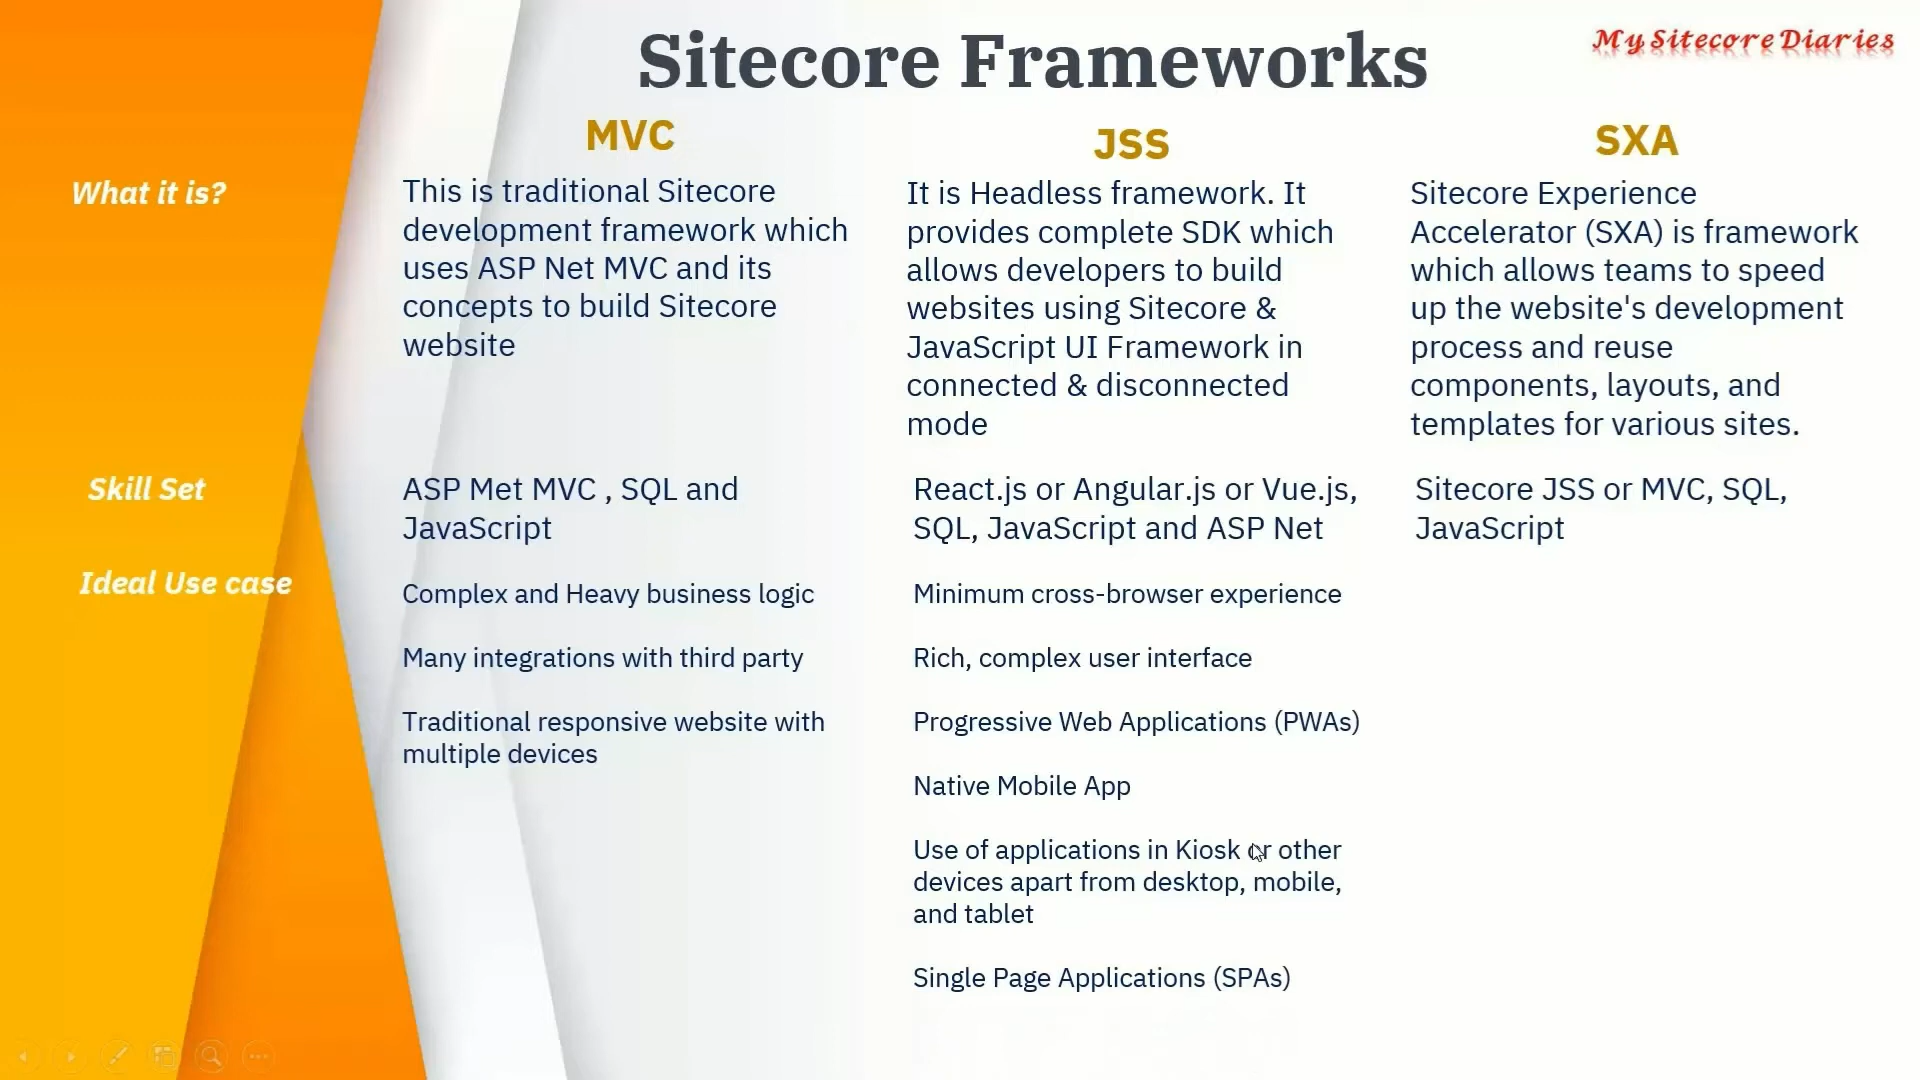 Sitecore Frameworks
My Sitecore Diaries
MVC
JSS
SXA
What it is?
This is traditional Sitecore
development framework which
uses ASP Net MVC and its
concepts to build Sitecore
website
It is Headless framework. It
provides complete SDK which
allows developers to build
websites using Sitecore &
JavaScript UI Framework in
connected & disconnected
mode
Sitecore Experience
Accelerator (SXA) is framework
which allows teams to speed
up the website's development
process and reuse
components, layouts, and
templates for various sites.
Skill Set
ASP Met MVC , SQL and
JavaScript
React.js or Angular.js or Vue.js,
SQL, JavaScript and ASP Net
Sitecore JSS or MVC, SQL,
JavaScript
Ideal Use case
Complex and Heavy business logic
Many integrations with third party
Traditional responsive website with
multiple devices
Minimum cross-browser experience
Rich, complex user interface
Progressive Web Applications (PWAs)
Native Mobile App
Use of applications in Kiosk or other
devices apart from desktop, mobile,
and tablet
Single Page Applications (SPAs)